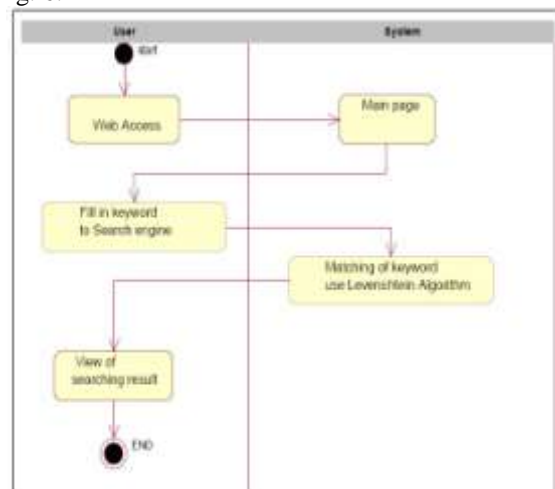 User
System
start
Web Access
Main page
Fill in keyword
to Search engine
Matching of keyword
use Levenshtein Algorithm
View of
searching result
END